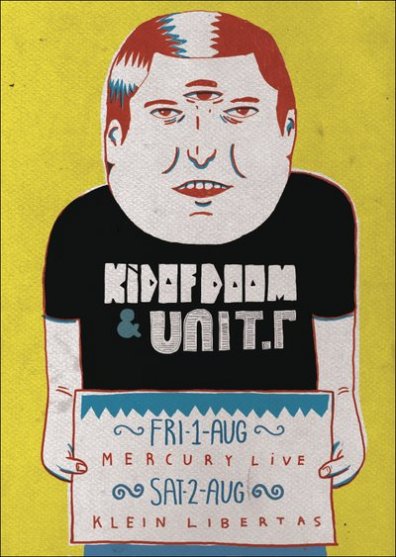 KIDOFDOOM
& UNIT.R
FRI-1-AUG
MERCURY LIVE
SAT-2-AUG
KLEIN LIBERTAS